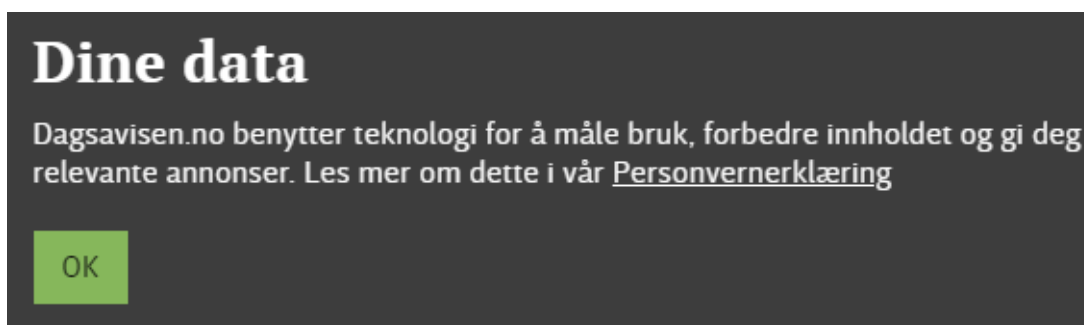 Dine data
Dagsavisen.no benytter teknologi for å måle bruk, forbedre innholdet og gi deg
relevante annonser. Les mer om dette i vår Personvernerklæring
OK